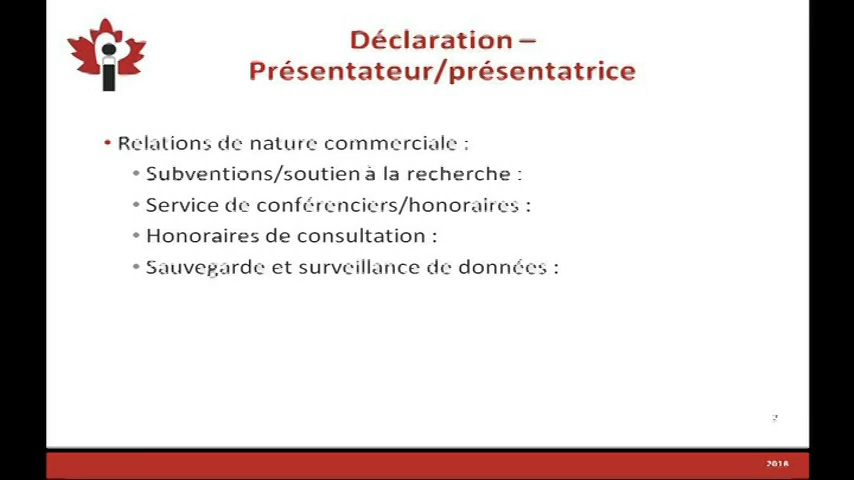 Déclaration –
Présentateur/présentatrice
• Relations de nature commerciale :
• Subventions/soutien à la recherche :
• Service de conférenciers/honoraires :
• Honoraires de consultation :
• Sauvegarde et surveillance de données :
2018